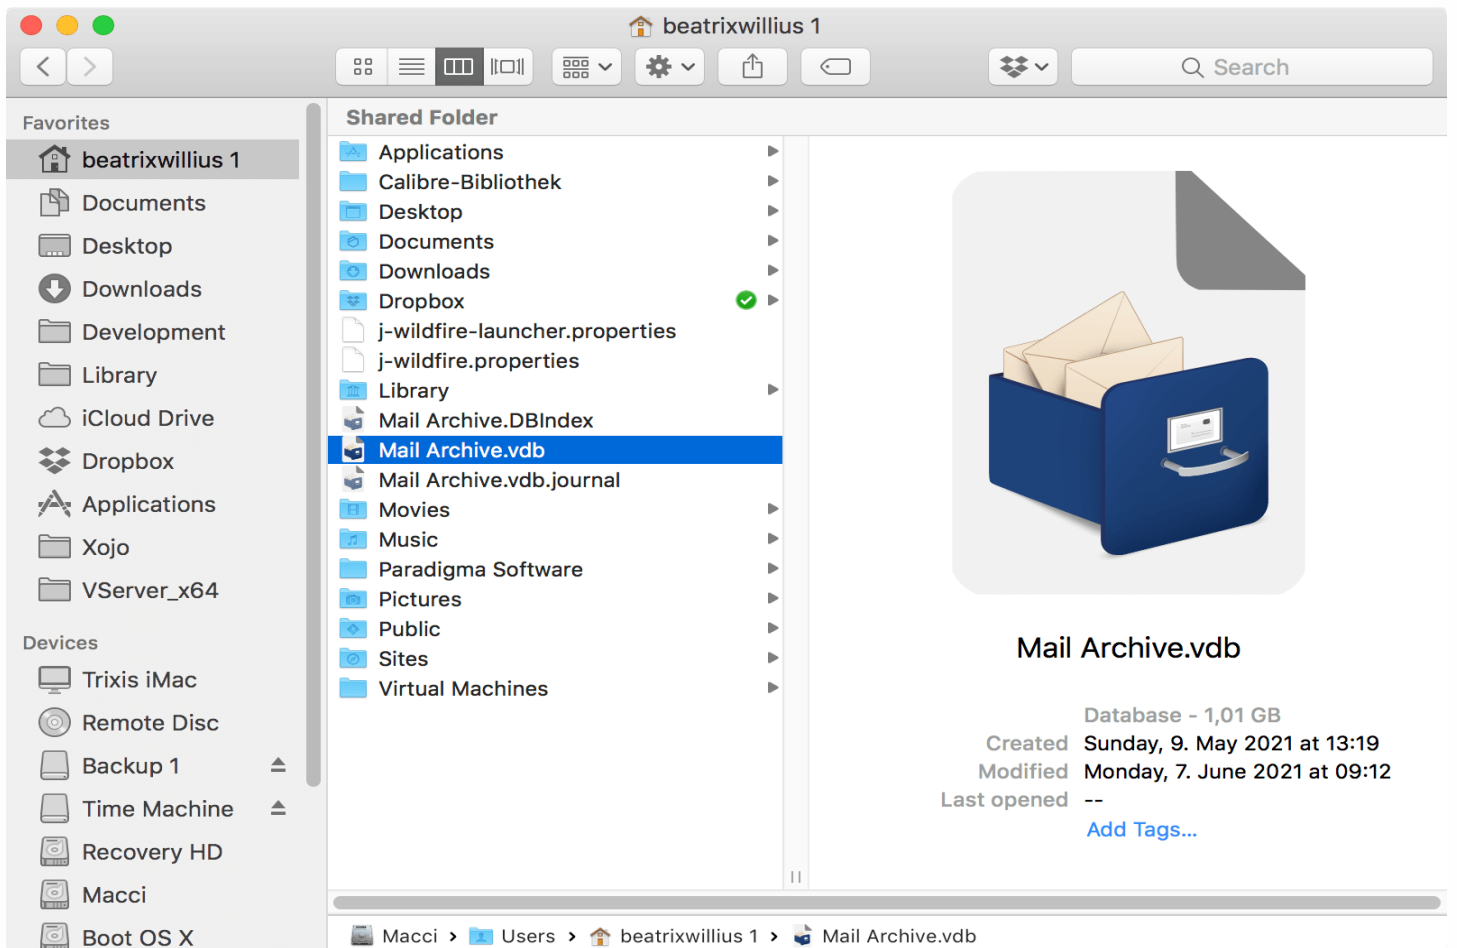 beatrixwillius 1
Search
Favorites
beatrixwillius 1
Documents
Desktop
Downloads
Development
Library
iCloud Drive
Dropbox
Applications
Xojo
VServer_x64
Devices
Trixis iMac
Remote Disc
Backup 1
Time Machine
Recovery HD
Macci
Boot OS X
Shared Folder
Applications
Calibre-Bibliothek
Desktop
Documents
Downloads
Dropbox
j-wildfire-launcher.properties
j-wildfire.properties
Library
Mail Archive.DBIndex
Mail Archive.vdb
Mail Archive.vdb.journal
Movies
Music
Paradigma Software
Pictures
Public
Sites
Virtual Machines
Mail Archive.vdb
Database - 1,01 GB
Created Sunday, 9. May 2021 at 13:19
Modified Monday, 7. June 2021 at 09:12
Last opened --
Add Tags...
Macci › Users › beatrixwillius 1 › Mail Archive.vdb